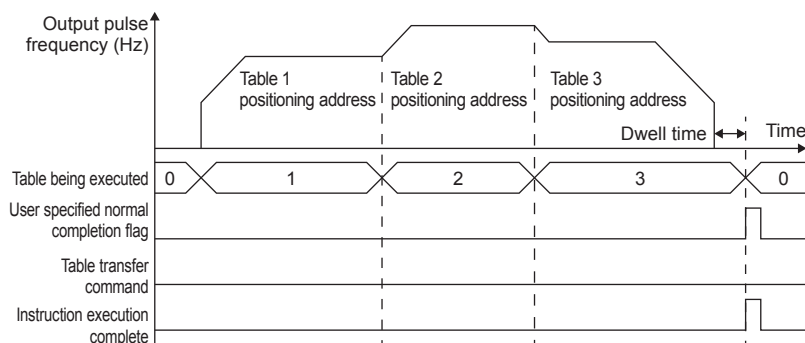 Output pulse
frequency (Hz)
Table 1
positioning address
Table 2
positioning address
Table 3
positioning address
Dwell time
Time
Table being executed
0
1
2
3
0
User specified normal
completion flag
Table transfer
command
Instruction execution
complete